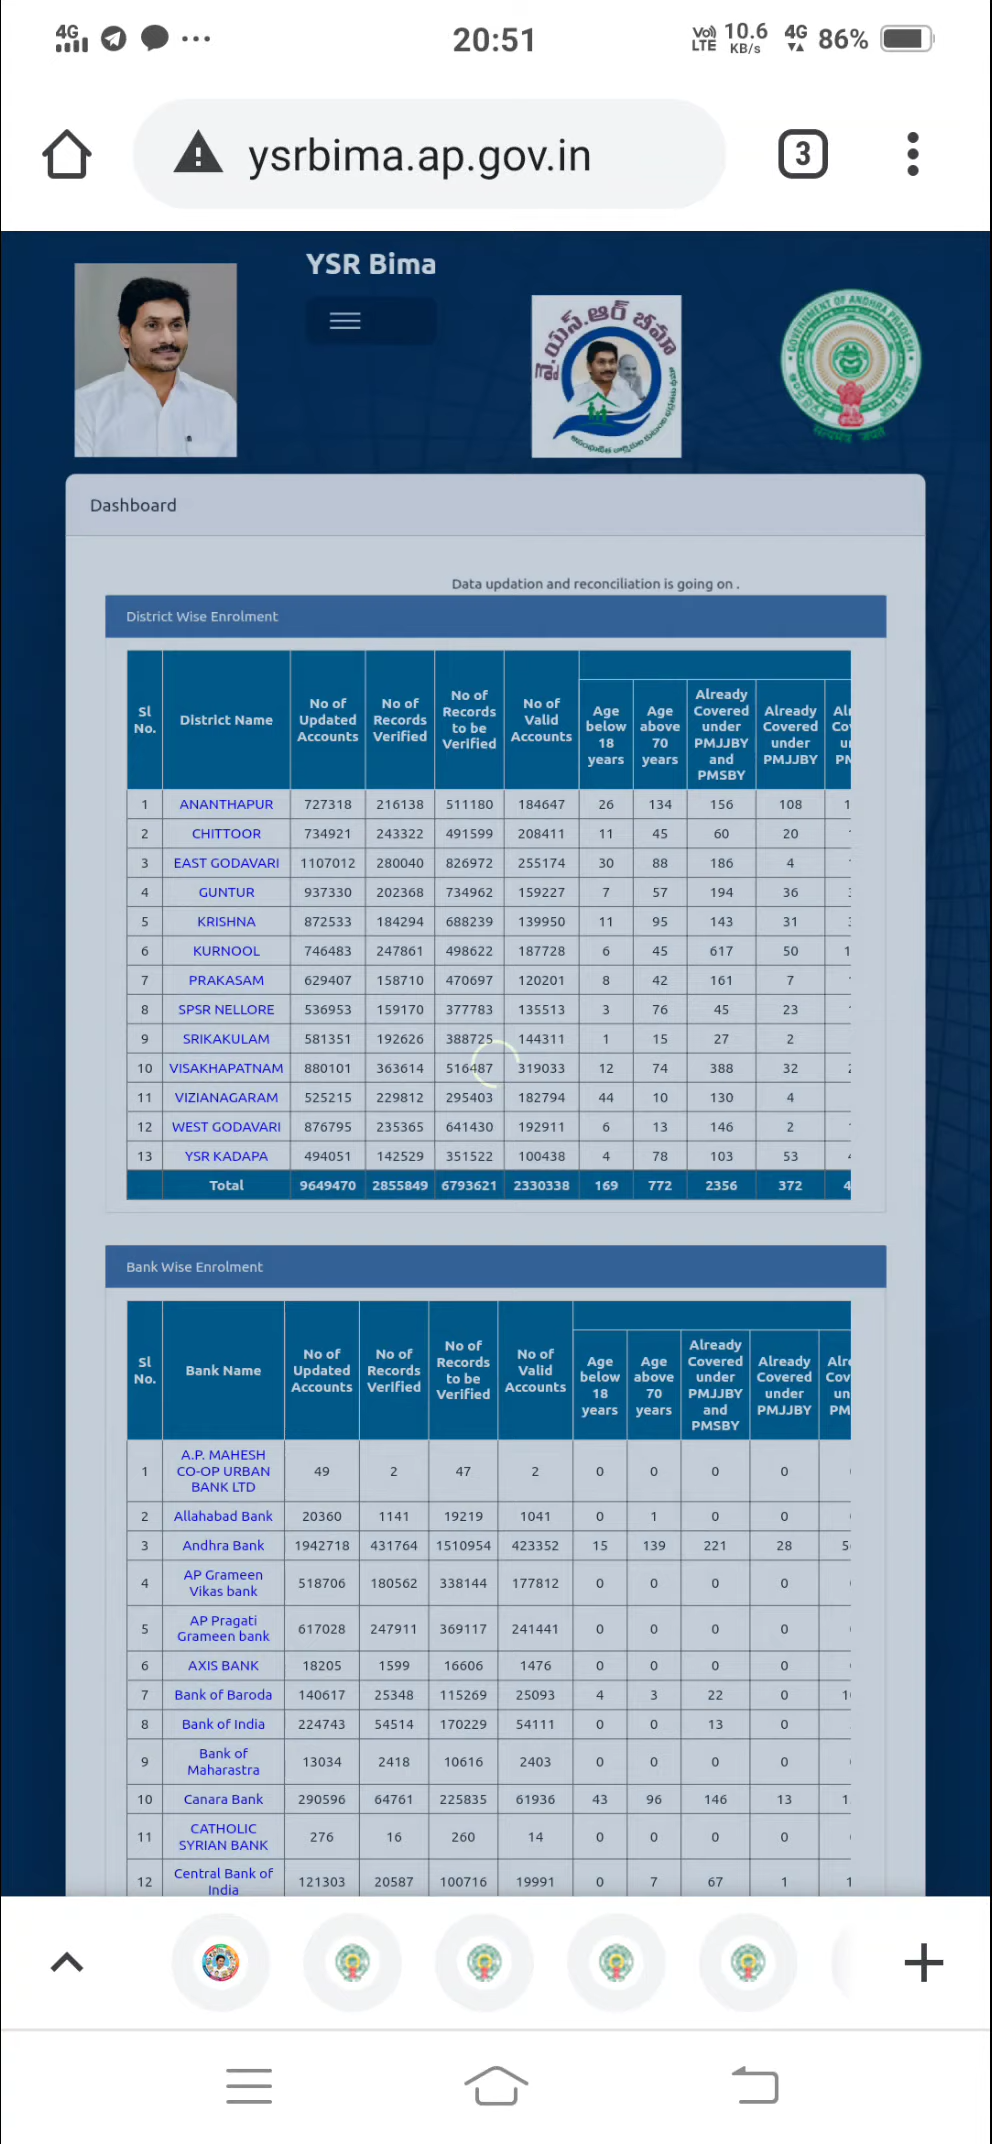 4G 20:51 Vo) LTE 10.6 KB/s 4G 86%
ysrbima.ap.gov.in 3
YSR Bima
వై.యస్.ఆర్ బీమా
GOVERNMENT OF ANDHRA PRADESH
सत्यमेव जयते
Dashboard
Data updation and reconciliation is going on .
District Wise Enrolment
Sl No. District Name No of Updated Accounts No of Records Verified No of Records to be Verified No of Valid Accounts Age below 18 years Age above 70 years Already Covered under PMJJBY and PMSBY Already Covered under PMJJBY
1 ANANTHAPUR 727318 216138 511180 184647 26 134 156 108
2 CHITTOOR 734921 243322 491599 208411 11 45 60 20
3 EAST GODAVARI 1107012 280040 826972 255174 30 88 186 4
4 GUNTUR 937330 202368 734962 159227 7 57 194 36
5 KRISHNA 872533 184294 688239 139950 11 95 143 31
6 KURNOOL 746483 247861 498622 187728 6 45 617 50
7 PRAKASAM 629407 158710 470697 120201 8 42 161 7
8 SPSR NELLORE 536953 159170 377783 135513 3 76 45 23
9 SRIKAKULAM 581351 192626 388725 144311 1 15 27 2
10 VISAKHAPATNAM 880101 363614 516487 319033 12 74 388 32
11 VIZIANAGARAM 525215 229812 295403 182794 44 10 130 4
12 WEST GODAVARI 876795 235365 641430 192911 6 13 146 2
13 YSR KADAPA 494051 142529 351522 100438 4 78 103 53
Total 9649470 2855849 6793621 2330338 169 772 2356 372
Bank Wise Enrolment
Sl No. Bank Name No of Updated Accounts No of Records Verified No of Records to be Verified No of Valid Accounts Age below 18 years Age above 70 years Already Covered under PMJJBY and PMSBY Already Covered under PMJJBY
1 A.P. MAHESH CO-OP URBAN BANK LTD 49 2 47 2 0 0 0 0
2 Allahabad Bank 20360 1141 19219 1041 0 1 0 0
3 Andhra Bank 1942718 431764 1510954 423352 15 139 221 28
4 AP Grameen Vikas bank 518706 180562 338144 177812 0 0 0 0
5 AP Pragati Grameen bank 617028 247911 369117 241441 0 0 0 0
6 AXIS BANK 18205 1599 16606 1476 0 0 0 0
7 Bank of Baroda 140617 25348 115269 25093 4 3 22 0
8 Bank of India 224743 54514 170229 54111 0 0 13 0
9 Bank of Maharastra 13034 2418 10616 2403 0 0 0 0
10 Canara Bank 290596 64761 225835 61936 43 96 146 13
11 CATHOLIC SYRIAN BANK 276 16 260 14 0 0 0 0
12 Central Bank of India 121303 20587 100716 19991 0 7 67 1